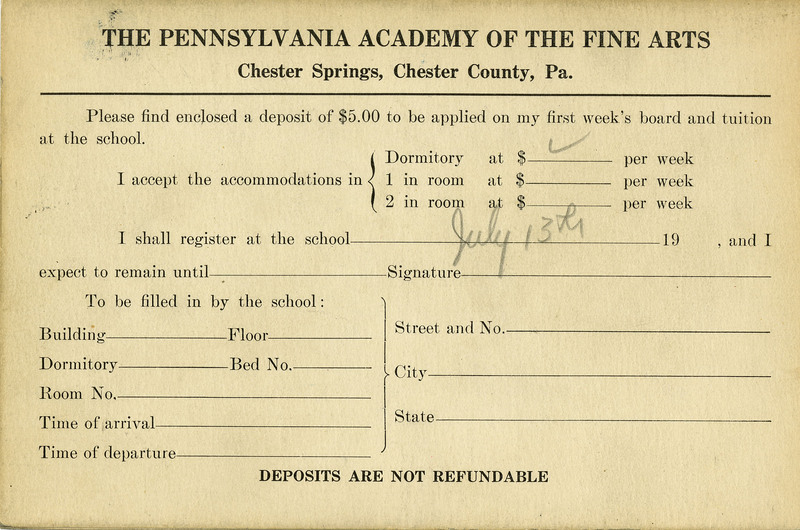 THE PENNSYLVANIA ACADEMY OF THE FINE ARTS
Chester Springs, Chester County, Pa.
Please find enclosed a deposit of $5.00 to be applied on my first week's board and tuition
at the school.
I accept the accommodations in
Dormitory at $ ✓ per week
1 in room at $ per week
2 in room at $ per week
I shall register at the school July 13th 19 , and I
expect to remain until Signature
To be filled in by the school:
Building Floor
Dormitory Bed No.
Room No.
Time of arrival
Time of departure
Street and No.
City
State
DEPOSITS ARE NOT REFUNDABLE